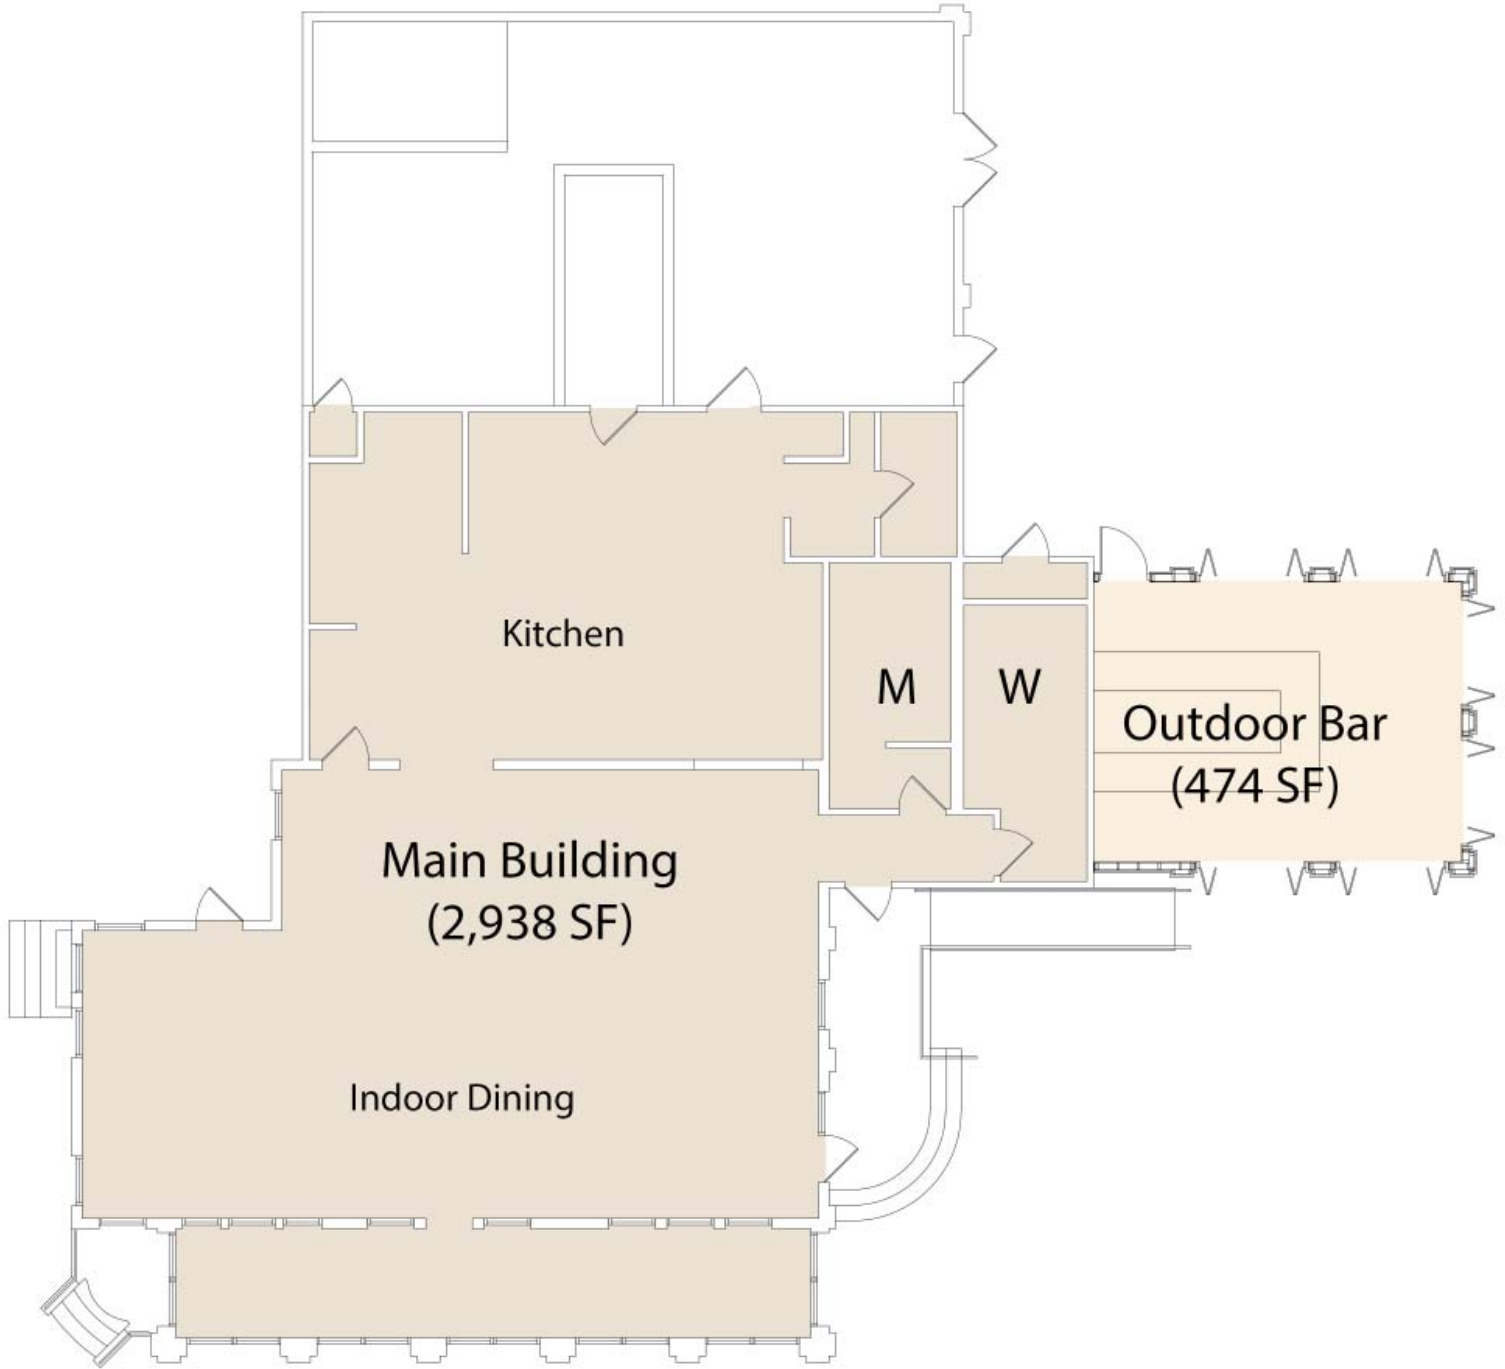 Kitchen
M
W
Outdoor Bar
(474 SF)
Main Building
(2,938 SF)
Indoor Dining